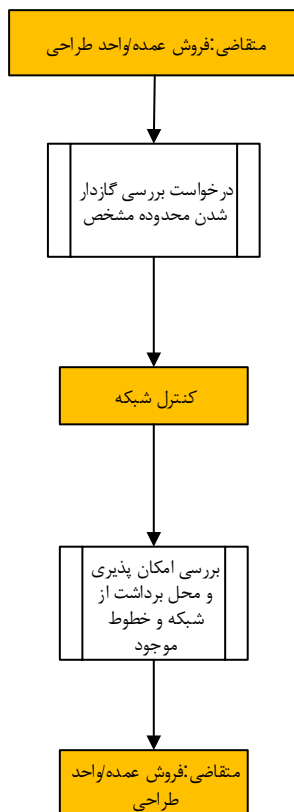 متقاضی:فروش عمده/واحد طراحی
درخواست بررسی گازدار
شدن محدوده مشخص
کنترل شبکه
بررسی امکان پذیری
و محل برداشت از
شبکه و خطوط
موجود
متقاضی:فروش عمده/واحد
طراحی